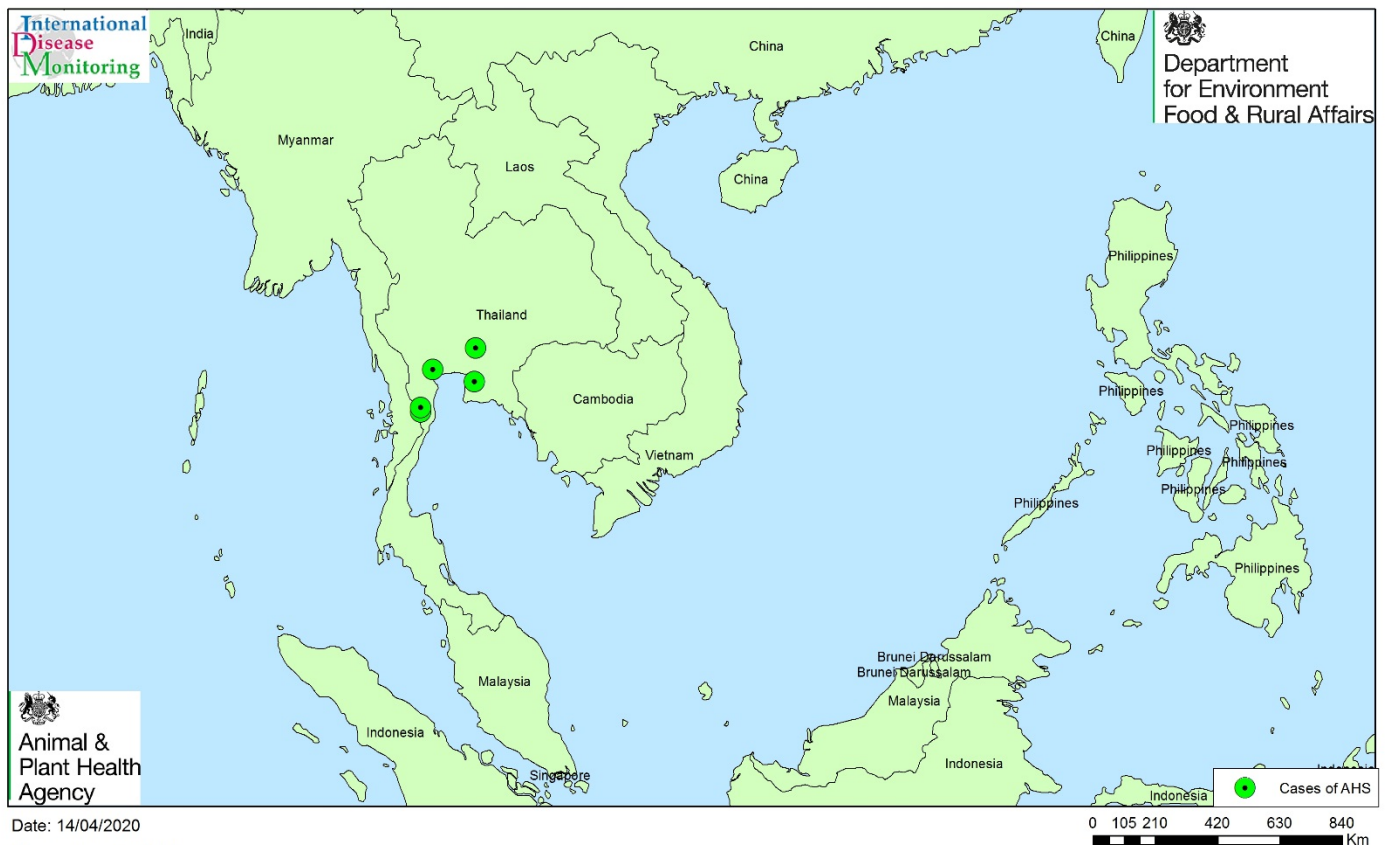 International
Disease
Monitoring
India
China
China
Department
for Environment
Food & Rural Affairs
Myanmar
Laos
China
Philippines
Thailand
Philippines
Cambodia
Philippines
Vietnam
Philippines
Philippines
Philippines
Philippines
Philippines
Brunei Darussalam
Brunei Darussalam
Malaysia
Malaysia
Indonesia
Indonesia
Singapore
Indonesia
Animal &
Plant Health
Agency
Cases of AHS
Date: 14/04/2020
0 105 210 420 630 840
Km